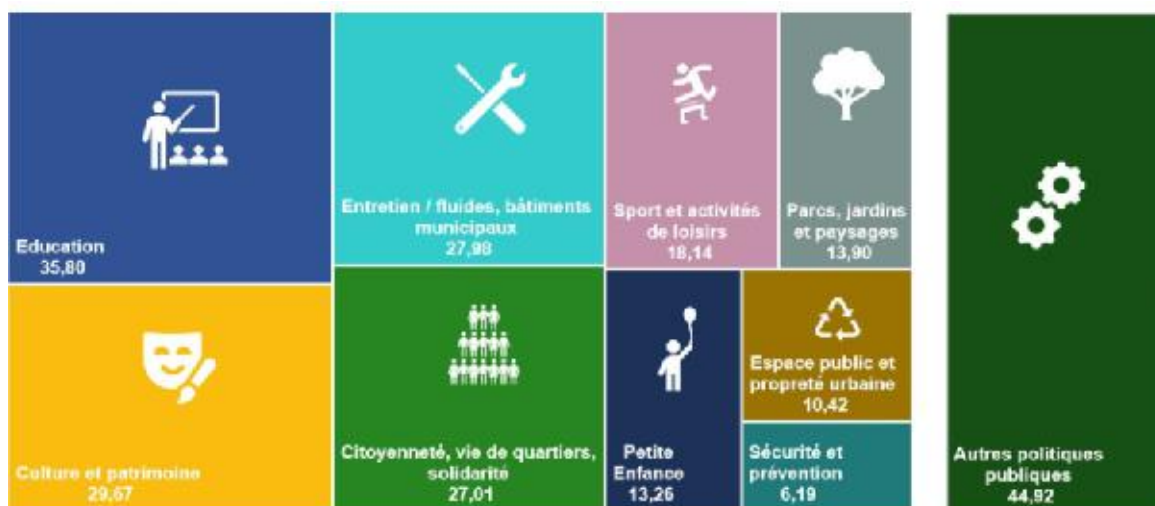 Education
35,80
Entretien / fluides, bâtiments
municipaux
27,98
Sport et activités
de loisirs
18,14
Parcs, jardins
et paysages
13,90
Culture et patrimoine
29,67
Citoyenneté, vie de quartiers,
solidarité
27,01
Petite
Enfance
13,26
Espace public et
propreté urbaine
10,42
Sécurité et
prévention
6,19
Autres politiques
publiques
44,92